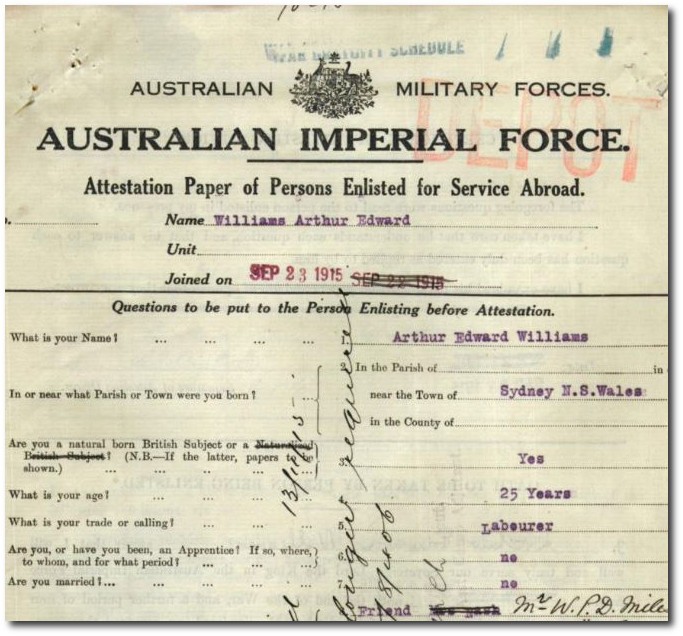 WAR GRATUITY SCHEDULE
AUSTRALIAN MILITARY FORCES.
DEPOT
AUSTRALIAN IMPERIAL FORCE.
Attestation Paper of Persons Enlisted for Service Abroad.
Name Williams Arthur Edward
Unit
Joined on SEP 23 1915 SEP 22 1915
Questions to be put to the Person Enlisting before Attestation.
What is your Name? ... ... ... ... 1. Arthur Edward Williams
2. In the Parish of in
In or near what Parish or Town were you born? ... near the Town of Sydney N.S.Wales
in the County of
Are you a natural born British Subject or a Naturalised
British Subject? (N.B.—If the latter, papers to be
shown.) ... ... ... ... 3. Yes
What is your age? ... ... ... ... 4. 25 Years
What is your trade or calling? ... ... ... 5. Labourer
Are you, or have you been, an Apprentice? If so, where,
to whom, and for what period? ... ... 6. no
Are you married?... ... ... ... 7. no
8. Friend Mr W.P.D. Miles
no longer required